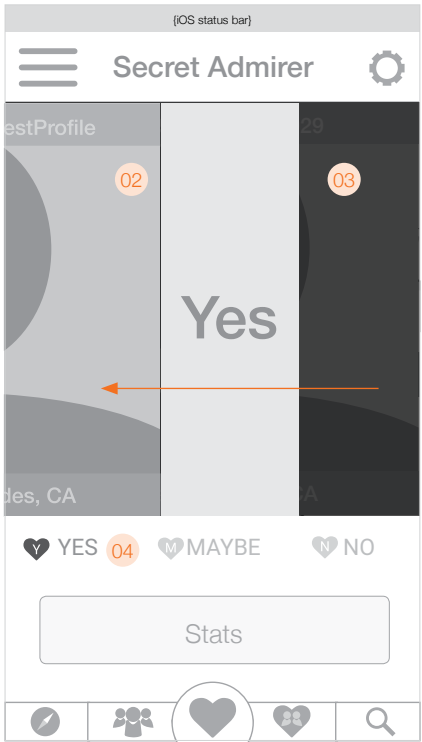 {iOS status bar}
Secret Admirer
estProfile
29
02
03
Yes
des, CA
CA
Y YES 04 M MAYBE N NO
Stats